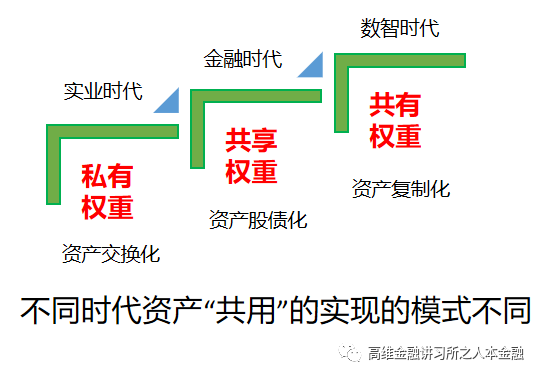 数智时代
金融时代
实业时代
共有
权重
共享
权重
私有
权重
资产复制化
资产股债化
资产交换化
不同时代资产“共用”的实现的模式不同
高维金融讲习所之人本金融